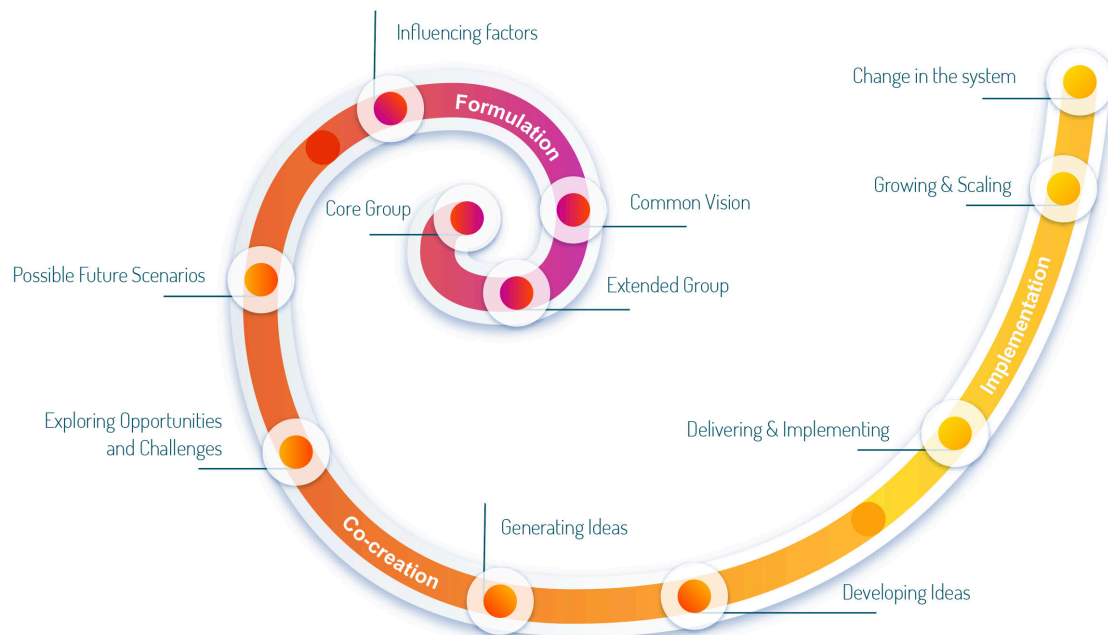 Influencing factors
Change in the system
Formulation
Growing & Scaling
Core Group
Common Vision
Possible Future Scenarios
Extended Group
Implementation
Exploring Opportunities
and Challenges
Delivering & Implementing
Co-creation
Generating Ideas
Developing Ideas